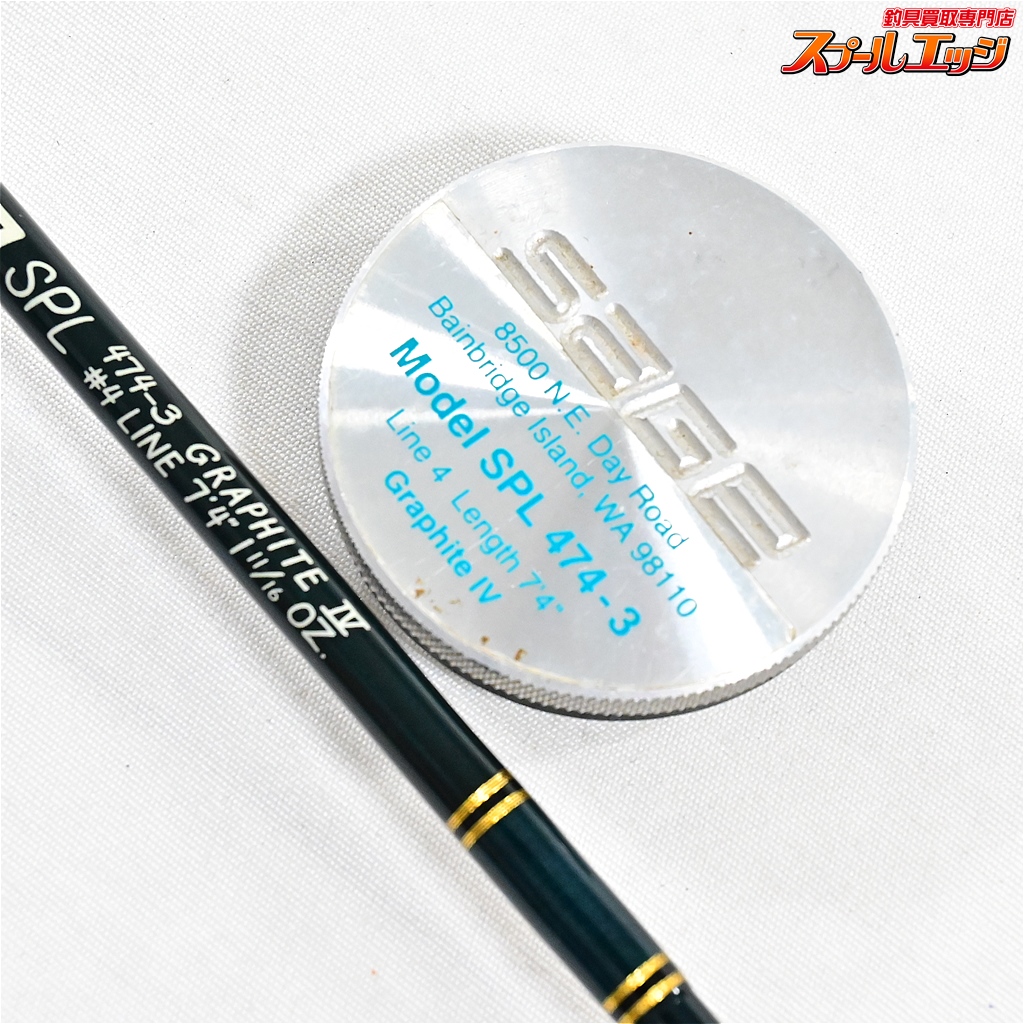 釣具買取専門店
スプールエッジ
SPL 474-3 GRAPHITE IV
#4 LINE 7'4" 1 11/16 OZ.
SAGE
8500 N.E. Day Road
Bainbridge Island, WA 98110
Model SPL 474-3
Line 4 Length 7'4"
Graphite IV